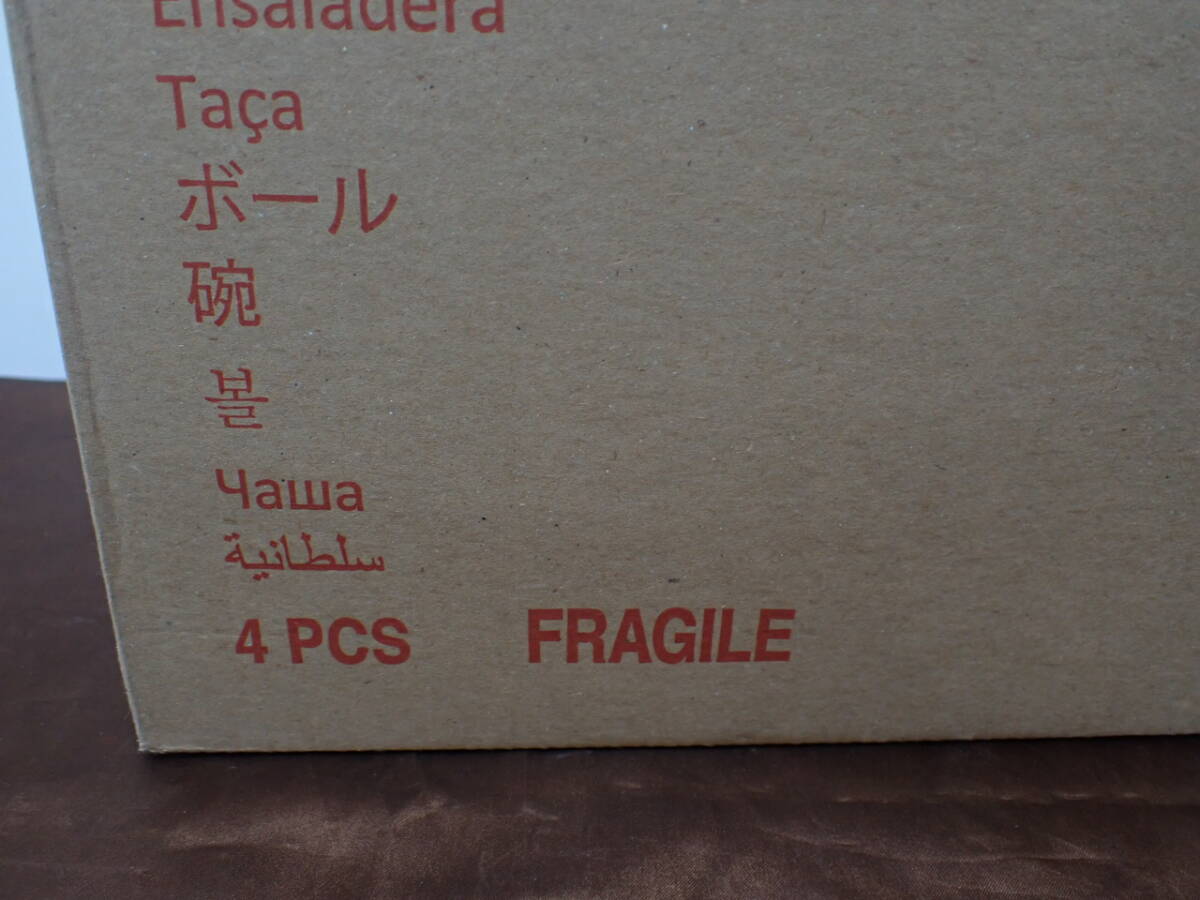 Ensaladera
Taça
ボール
碗
볼
Чаша
سلطانية
4 PCS FRAGILE